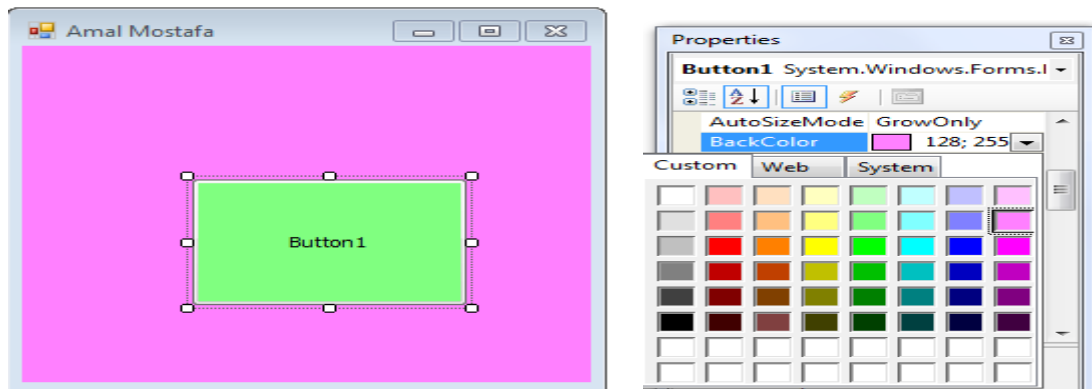 Amal Mostafa
Button1
Properties
Button1 System.Windows.Forms.
AutoSizeMode GrowOnly
BackColor 128; 255
Custom Web System